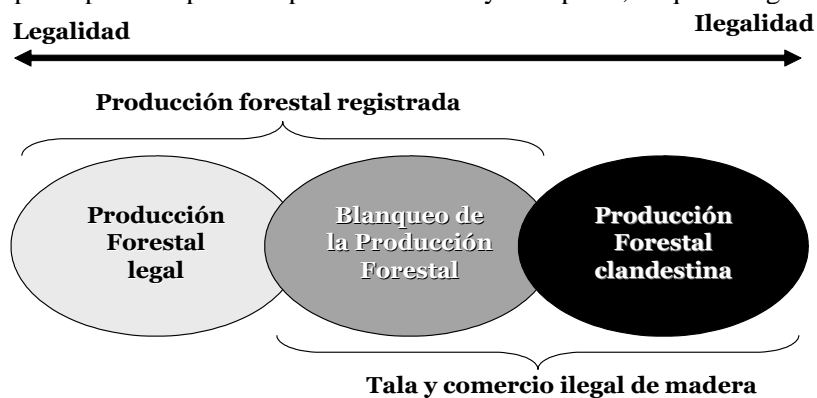 Legalidad
Ilegalidad
Producción forestal registrada
Producción
Forestal
legal
Blanqueo de
la Producción
Forestal
Producción
Forestal
clandestina
Tala y comercio ilegal de madera